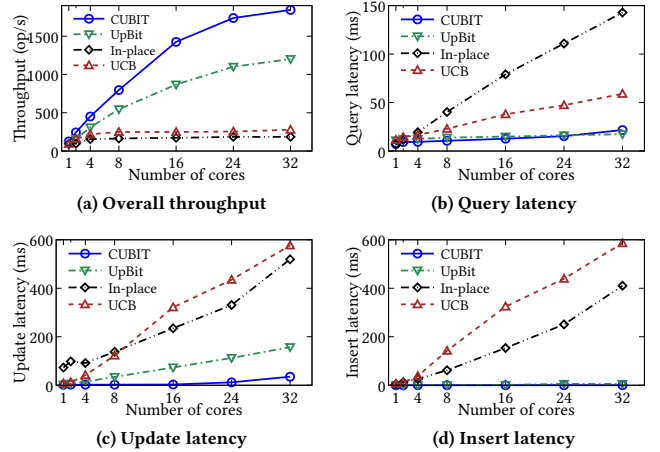 CUBIT
UpBit
In-place
UCB
Throughput (op/s)
1500
1000
500
0
1 4 8 16 24 32
Number of cores
(a) Overall throughput
CUBIT
UpBit
In-place
UCB
Query latency (ms)
150
100
50
0
1 4 8 16 24 32
Number of cores
(b) Query latency
CUBIT
UpBit
In-place
UCB
Update latency (ms)
600
400
200
0
1 4 8 16 24 32
Number of cores
(c) Update latency
CUBIT
UpBit
In-place
UCB
Insert latency (ms)
600
400
200
0
1 4 8 16 24 32
Number of cores
(d) Insert latency